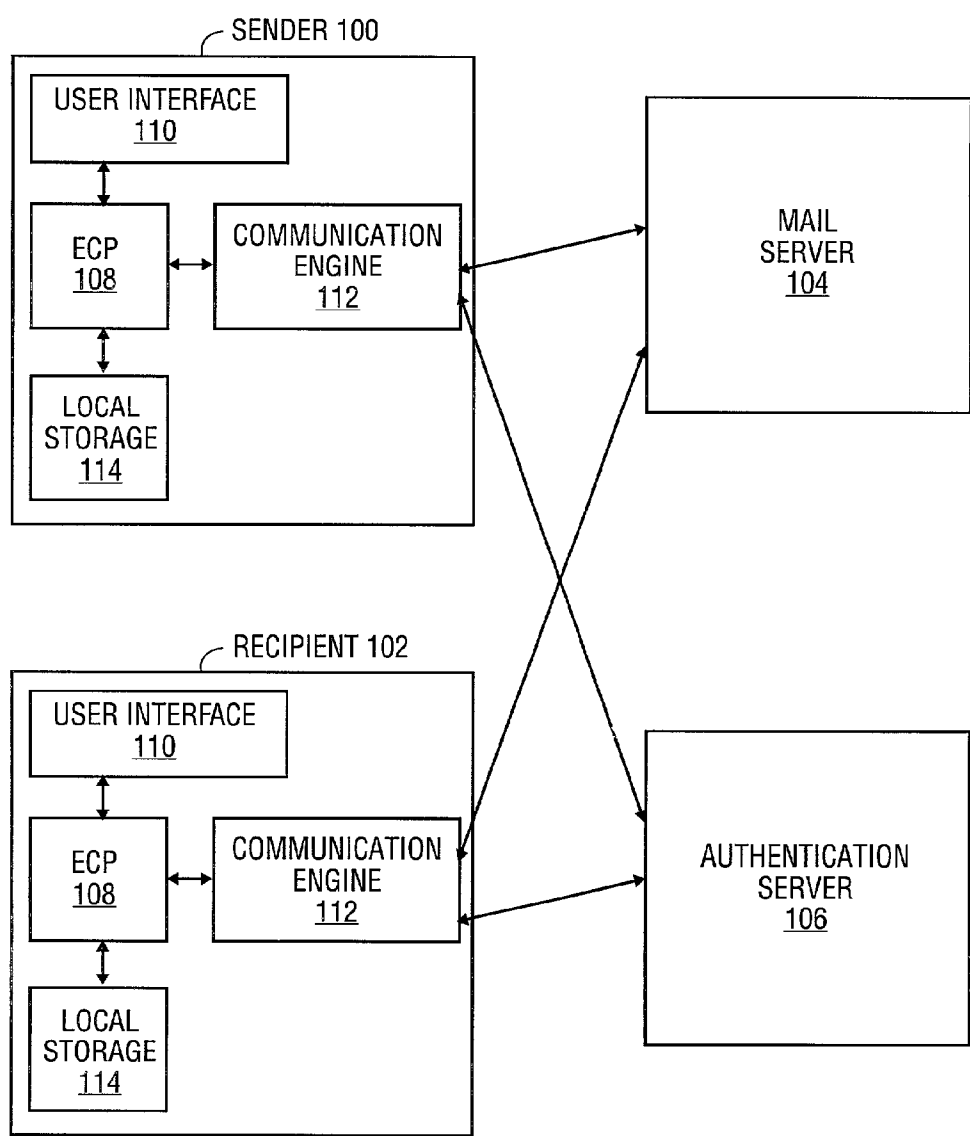 SENDER 100
USER INTERFACE
110
ECP
108
COMMUNICATION
ENGINE
112
LOCAL
STORAGE
114
MAIL
SERVER
104
RECIPIENT 102
USER INTERFACE
110
ECP
108
COMMUNICATION
ENGINE
112
LOCAL
STORAGE
114
AUTHENTICATION
SERVER
106